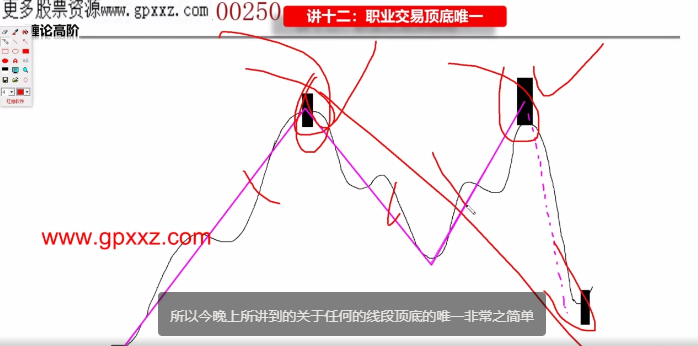 更多股票资源www.gpxxz.com
00250
讲十二：职业交易顶底唯一
缠论高阶
www.gpxxz.com
所以今晚上所讲到的关于任何的线段顶底的唯一非常之简单